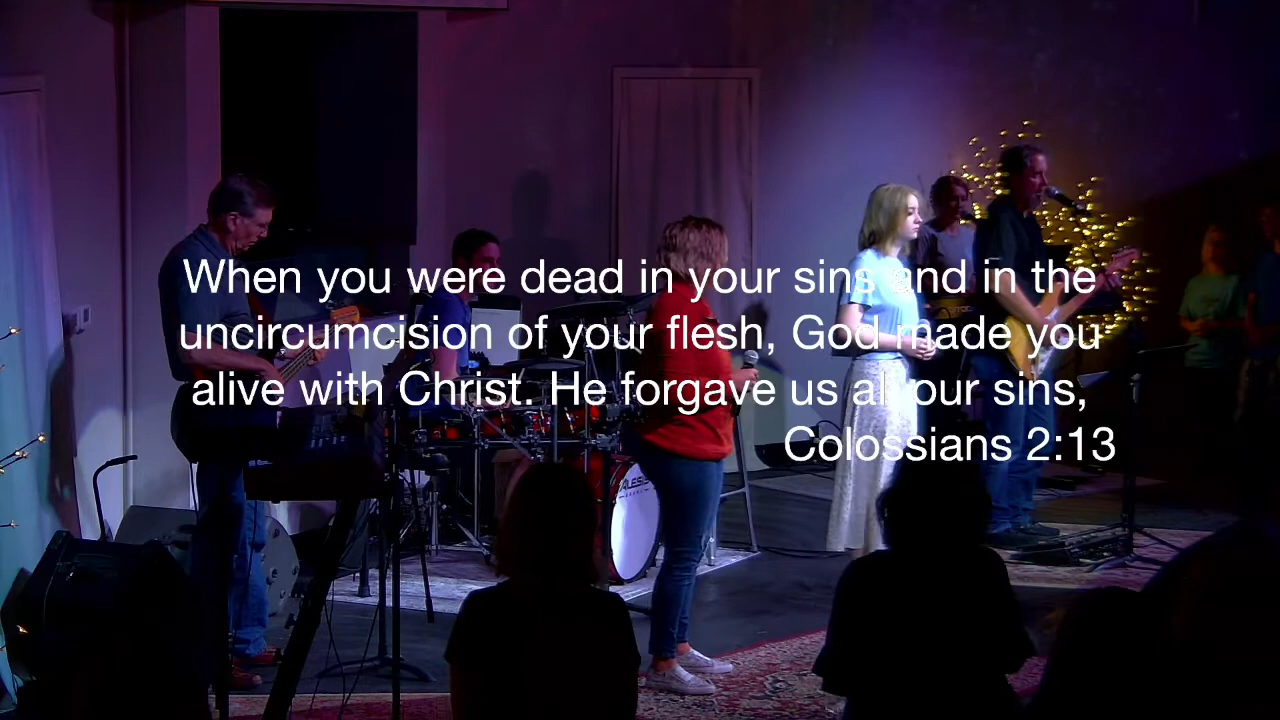 When you were dead in your sins and in the
uncircumcision of your flesh, God made you
alive with Christ. He forgave us all our sins,
Colossians 2:13
ALESIS